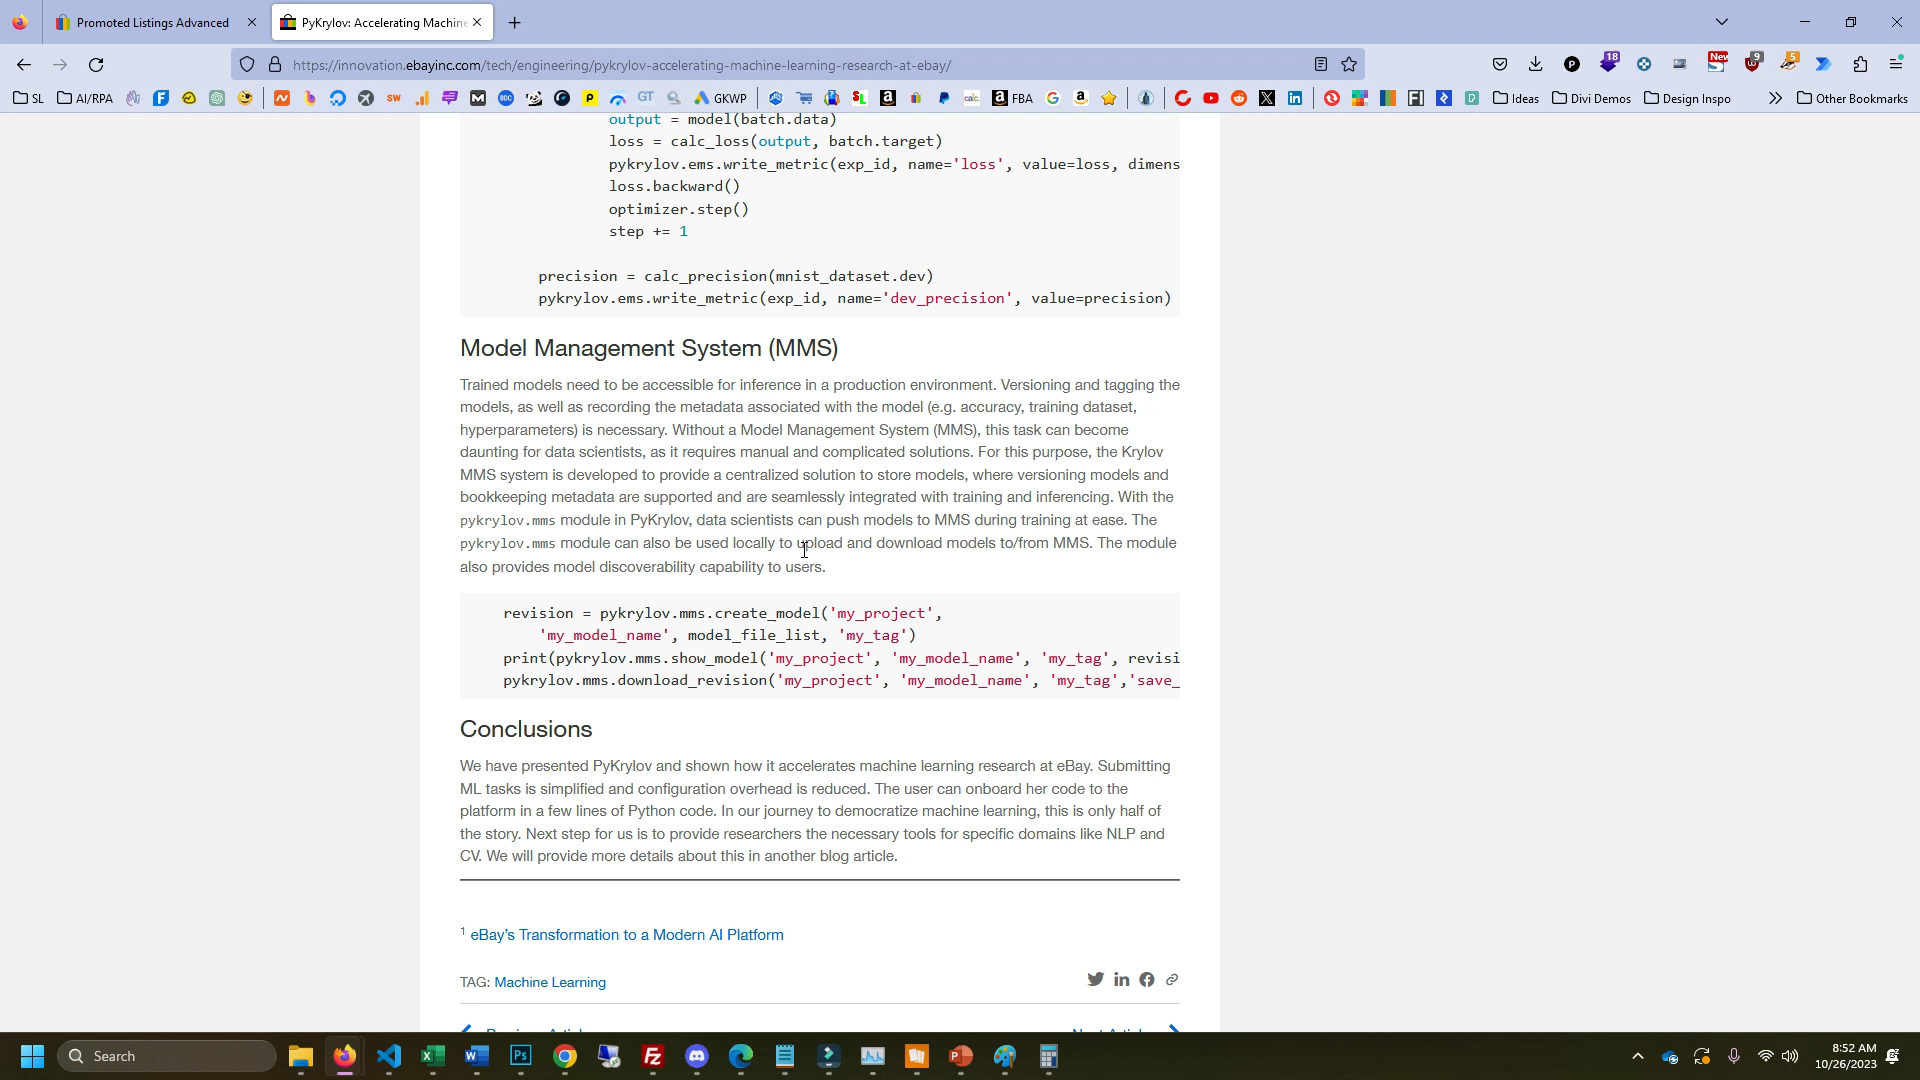 Promoted Listings Advanced
PyKrylov: Accelerating Machine
https://innovation.ebayinc.com/tech/engineering/pykrylov-accelerating-machine-learning-research-at-ebay/
18
New
9
5
SL
AI/RPA
SW
BDC
GT
GKWP
SL
calc
FBA
Ideas
Divi Demos
Design Inspo
Other Bookmarks
output = model(batch.data)
loss = calc_loss(output, batch.target)
pykrylov.ems.write_metric(exp_id, name='loss', value=loss, dimens
loss.backward()
optimizer.step()
step += 1
precision = calc_precision(mnist_dataset.dev)
pykrylov.ems.write_metric(exp_id, name='dev_precision', value=precision)
Model Management System (MMS)
Trained models need to be accessible for inference in a production environment. Versioning and tagging the
models, as well as recording the metadata associated with the model (e.g. accuracy, training dataset,
hyperparameters) is necessary. Without a Model Management System (MMS), this task can become
daunting for data scientists, as it requires manual and complicated solutions. For this purpose, the Krylov
MMS system is developed to provide a centralized solution to store models, where versioning models and
bookkeeping metadata are supported and are seamlessly integrated with training and inferencing. With the
pykrylov.mms module in PyKrylov, data scientists can push models to MMS during training at ease. The
pykrylov.mms module can also be used locally to upload and download models to/from MMS. The module
also provides model discoverability capability to users.
revision = pykrylov.mms.create_model('my_project',
'my_model_name', model_file_list, 'my_tag')
print(pykrylov.mms.show_model('my_project', 'my_model_name', 'my_tag', revisi
pykrylov.mms.download_revision('my_project', 'my_model_name', 'my_tag','save_
Conclusions
We have presented PyKrylov and shown how it accelerates machine learning research at eBay. Submitting
ML tasks is simplified and configuration overhead is reduced. The user can onboard her code to the
platform in a few lines of Python code. In our journey to democratize machine learning, this is only half of
the story. Next step for us is to provide researchers the necessary tools for specific domains like NLP and
CV. We will provide more details about this in another blog article.
1 eBay's Transformation to a Modern AI Platform
TAG: Machine Learning
Search
8:52 AM
10/26/2023